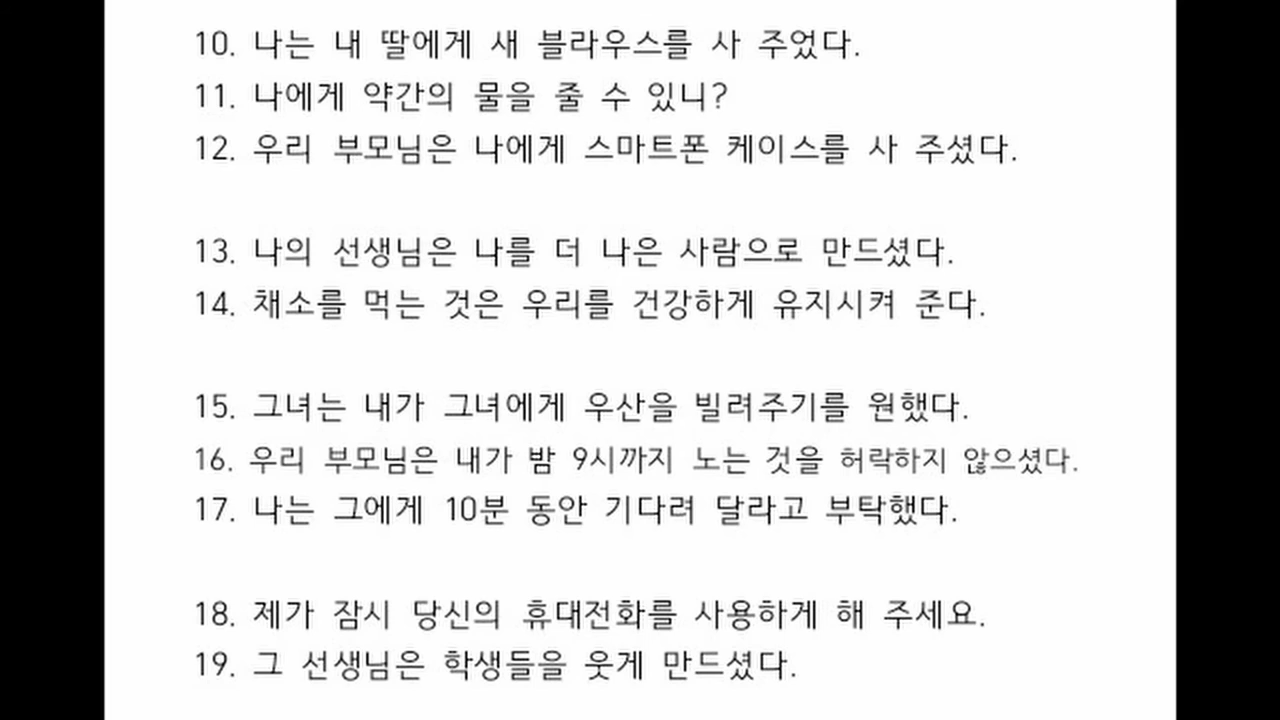 10. 나는 내 딸에게 새 블라우스를 사 주었다.
11. 나에게 약간의 물을 줄 수 있니?
12. 우리 부모님은 나에게 스마트폰 케이스를 사 주셨다.
13. 나의 선생님은 나를 더 나은 사람으로 만드셨다.
14. 채소를 먹는 것은 우리를 건강하게 유지시켜 준다.
15. 그녀는 내가 그녀에게 우산을 빌려주기를 원했다.
16. 우리 부모님은 내가 밤 9시까지 노는 것을 허락하지 않으셨다.
17. 나는 그에게 10분 동안 기다려 달라고 부탁했다.
18. 제가 잠시 당신의 휴대전화를 사용하게 해 주세요.
19. 그 선생님은 학생들을 웃게 만드셨다.